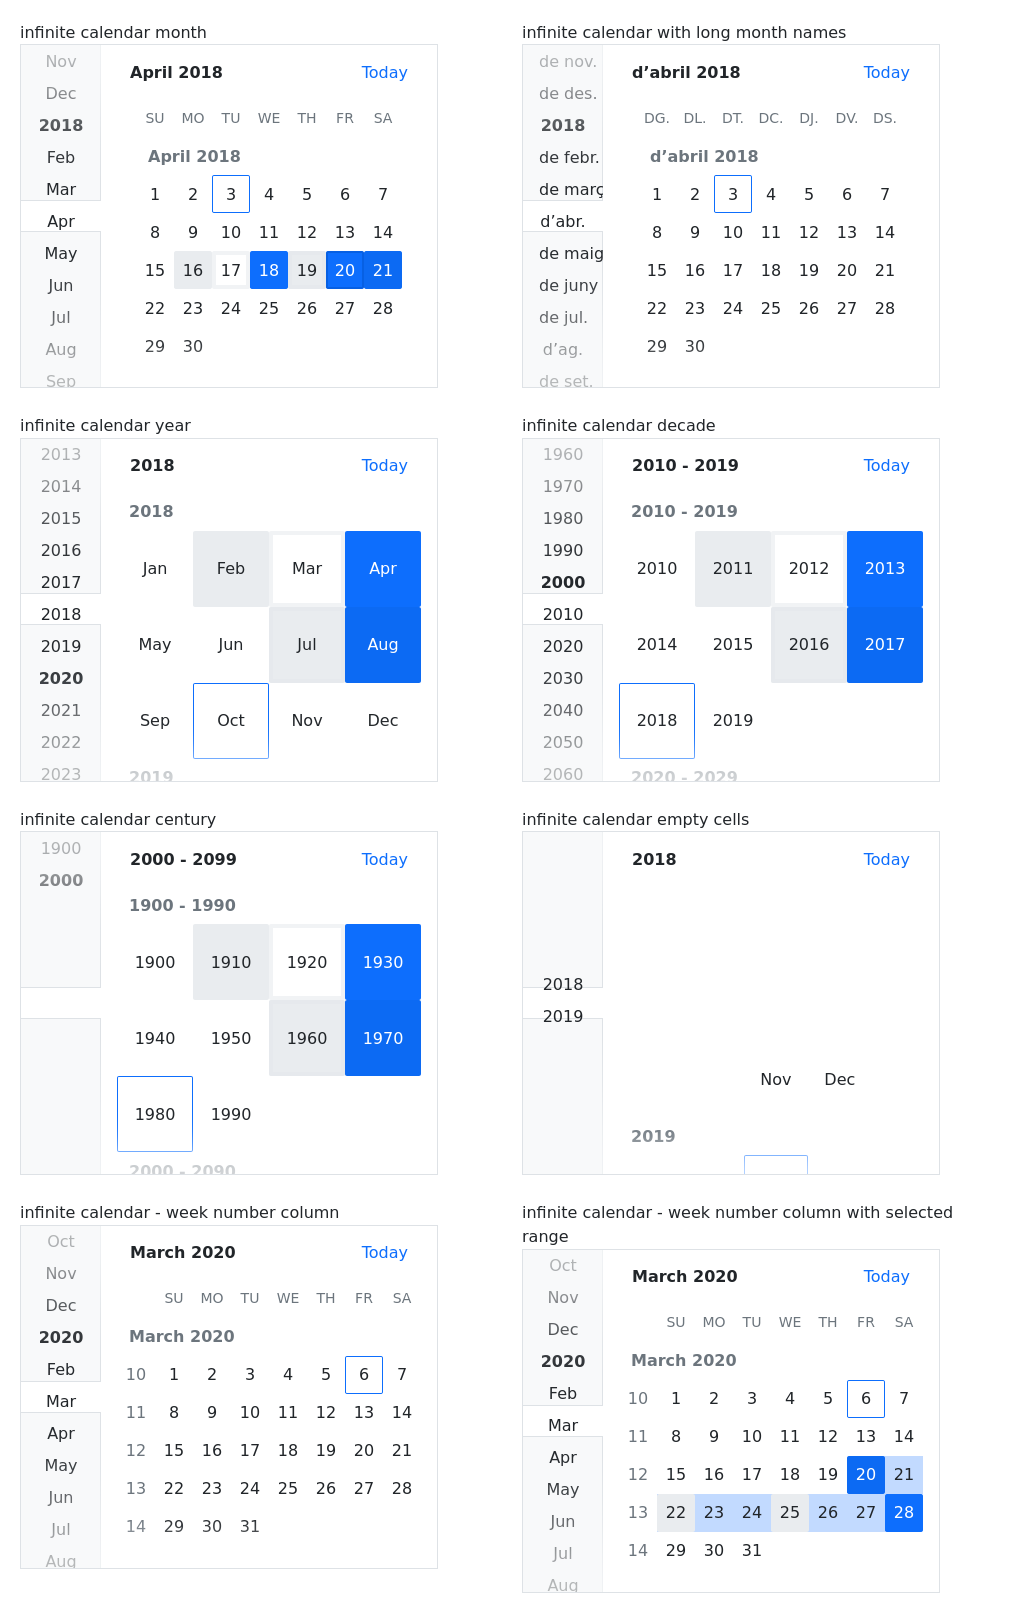 infinite calendar month
Nov
Dec
2018
Feb
Mar
Apr
May
Jun
Jul
Aug
Sep
April 2018 Today
SU MO TU WE TH FR SA
April 2018
1 2 3 4 5 6 7
8 9 10 11 12 13 14
15 16 17 18 19 20 21
22 23 24 25 26 27 28
29 30
infinite calendar with long month names
de nov.
de des.
2018
de febr.
de març
d’abr.
de maig
de juny
de jul.
d’ag.
de set.
d’abril 2018 Today
DG. DL. DT. DC. DJ. DV. DS.
d’abril 2018
1 2 3 4 5 6 7
8 9 10 11 12 13 14
15 16 17 18 19 20 21
22 23 24 25 26 27 28
29 30
infinite calendar year
2013
2014
2015
2016
2017
2018
2019
2020
2021
2022
2023
2018 Today
2018
Jan Feb Mar Apr
May Jun Jul Aug
Sep Oct Nov Dec
2019
infinite calendar decade
1960
1970
1980
1990
2000
2010
2020
2030
2040
2050
2060
2010 - 2019 Today
2010 - 2019
2010 2011 2012 2013
2014 2015 2016 2017
2018 2019
2020 - 2029
infinite calendar century
1900
2000
2000 - 2099 Today
1900 - 1990
1900 1910 1920 1930
1940 1950 1960 1970
1980 1990
2000 - 2090
infinite calendar empty cells
2018
2019
2018 Today
Nov Dec
2019
infinite calendar - week number column
Oct
Nov
Dec
2020
Feb
Mar
Apr
May
Jun
Jul
Aug
March 2020 Today
SU MO TU WE TH FR SA
March 2020
10 1 2 3 4 5 6 7
11 8 9 10 11 12 13 14
12 15 16 17 18 19 20 21
13 22 23 24 25 26 27 28
14 29 30 31
infinite calendar - week number column with selected
range
Oct
Nov
Dec
2020
Feb
Mar
Apr
May
Jun
Jul
Aug
March 2020 Today
SU MO TU WE TH FR SA
March 2020
10 1 2 3 4 5 6 7
11 8 9 10 11 12 13 14
12 15 16 17 18 19 20 21
13 22 23 24 25 26 27 28
14 29 30 31